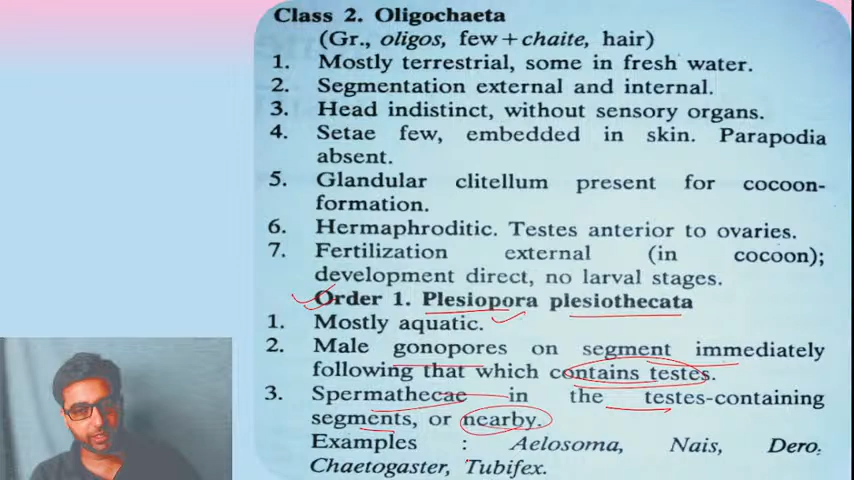 Class 2. Oligochaeta
(Gr., oligos, few + chaite, hair)
1. Mostly terrestrial, some in fresh water.
2. Segmentation external and internal.
3. Head indistinct, without sensory organs.
4. Setae few, embedded in skin. Parapodia
absent.
5. Glandular clitellum present for cocoon-
formation.
6. Hermaphroditic. Testes anterior to ovaries.
7. Fertilization external (in cocoon);
development direct, no larval stages.
Order 1. Plesiopora plesiothecata
1. Mostly aquatic.
2. Male gonopores on segment immediately
following that which contains testes.
3. Spermathecae in the testes-containing
segments, or nearby.
Examples : Aelosoma, Nais, Dero,
Chaetogaster, Tubifex.